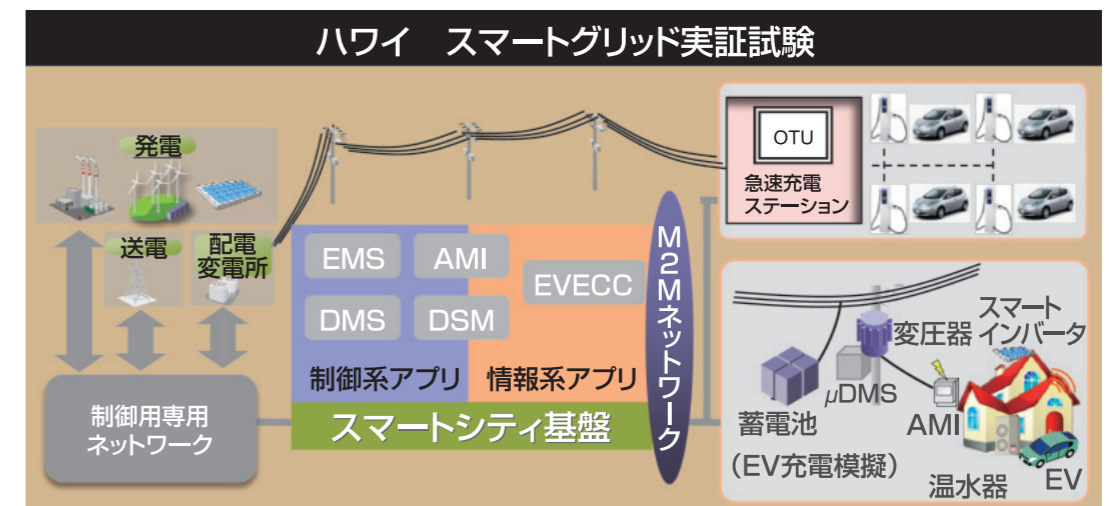 ハワイ　スマートグリッド実証試験
発電
送電
配電
変電所
制御用専用
ネットワーク
EMS
AMI
DMS
DSM
EVECC
制御系アプリ
情報系アプリ
スマートシティ基盤
M2Mネットワーク
OTU
急速充電
ステーション
スマート
インバータ
変圧器
μDMS
蓄電池
（EV充電模擬）
AMI
温水器
EV